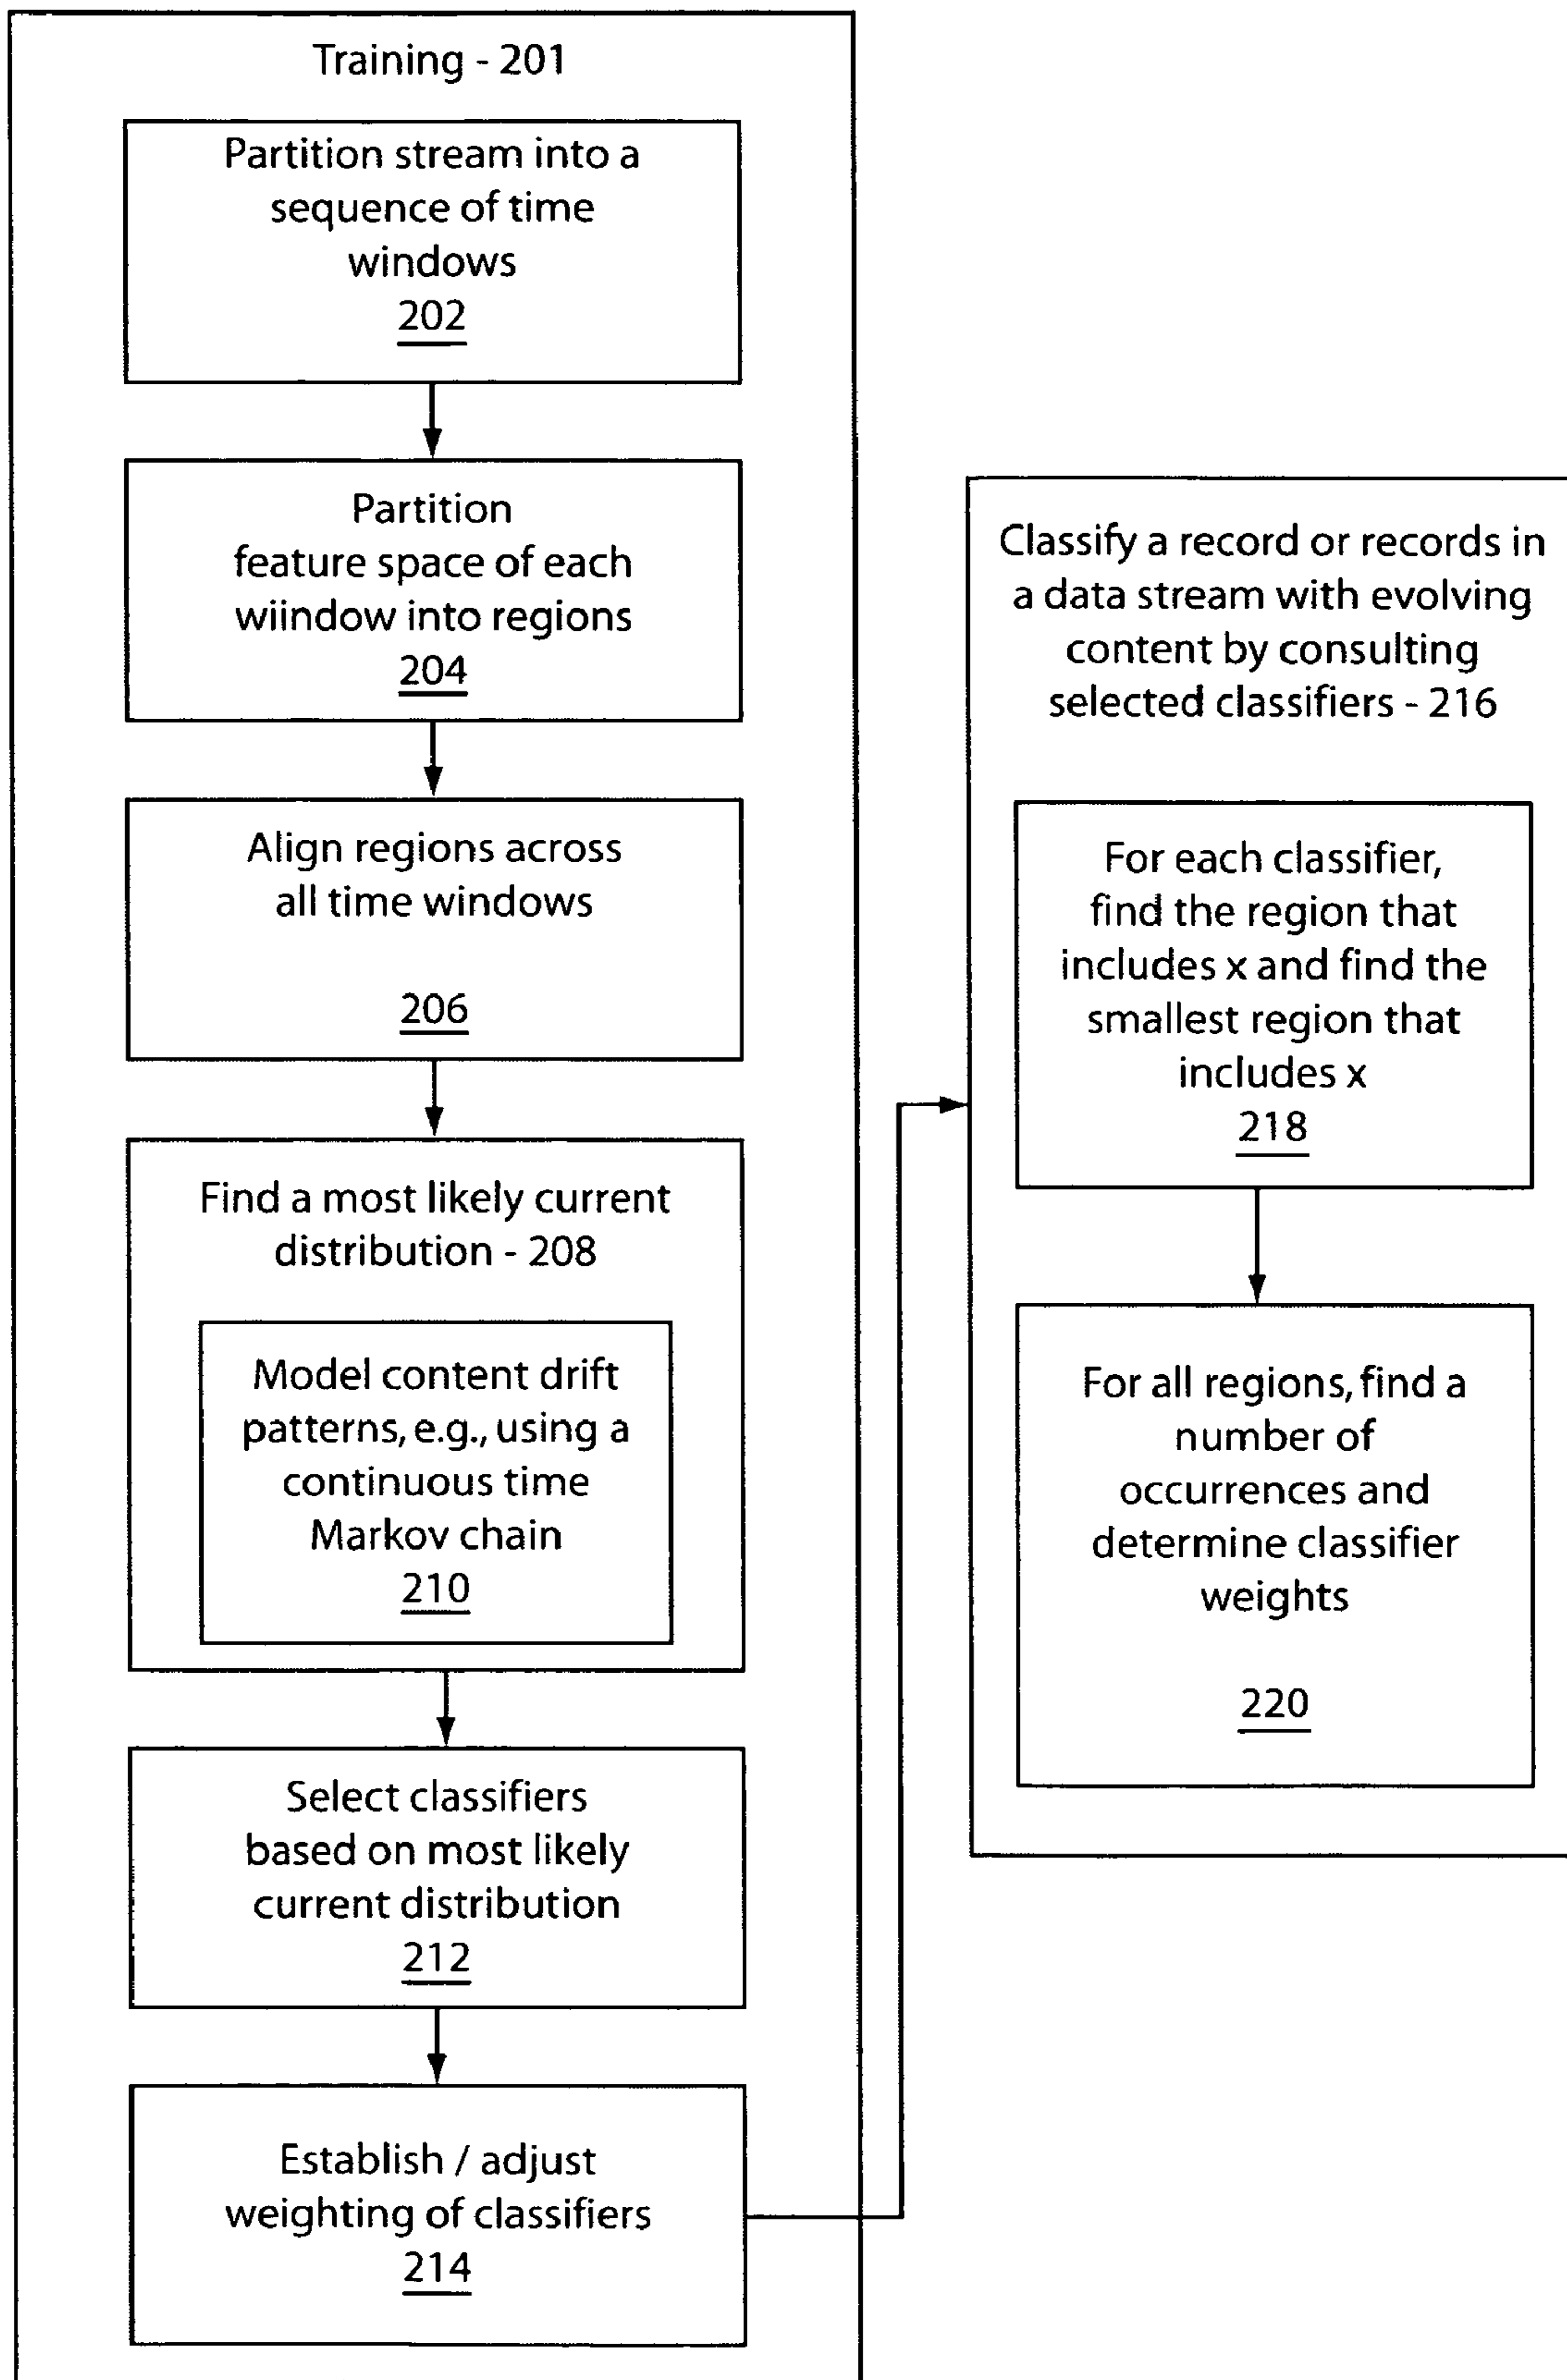 Training - 201
Partition stream into a
sequence of time
windows
202
Partition
feature space of each
wiindow into regions
204
Align regions across
all time windows
206
Find a most likely current
distribution - 208
Model content drift
patterns, e.g., using a
continuous time
Markov chain
210
Select classifiers
based on most likely
current distribution
212
Establish / adjust
weighting of classifiers
214
Classify a record or records in
a data stream with evolving
content by consulting
selected classifiers - 216
For each classifier,
find the region that
includes x and find the
smallest region that
includes x
218
For all regions, find a
number of
occurrences and
determine classifier
weights
220